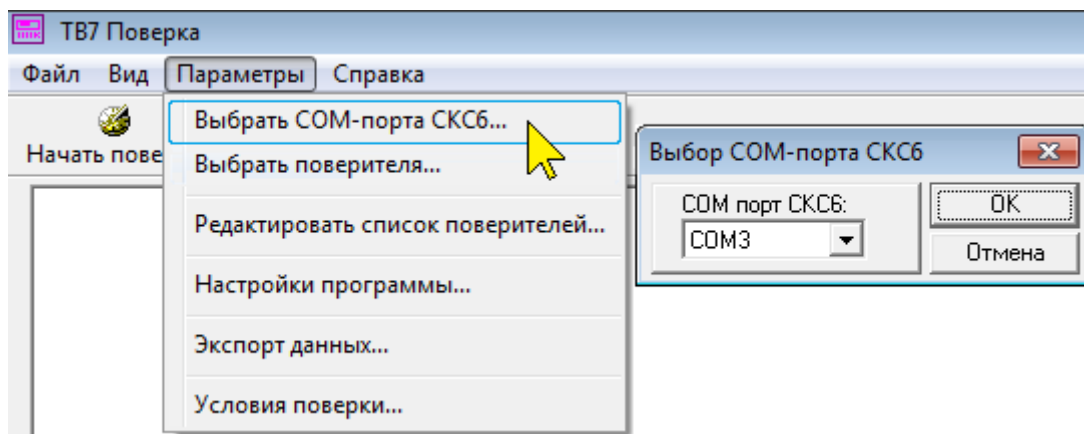 ТВ7 Поверка
Файл Вид Параметры Справка
Начать пове
Выбрать COM-порта СКС6...
Выбрать поверителя...
Редактировать список поверителей...
Настройки программы...
Экспорт данных...
Условия поверки...
Выбор COM-порта СКС6
COM порт СКС6:
COM3
OK
Отмена